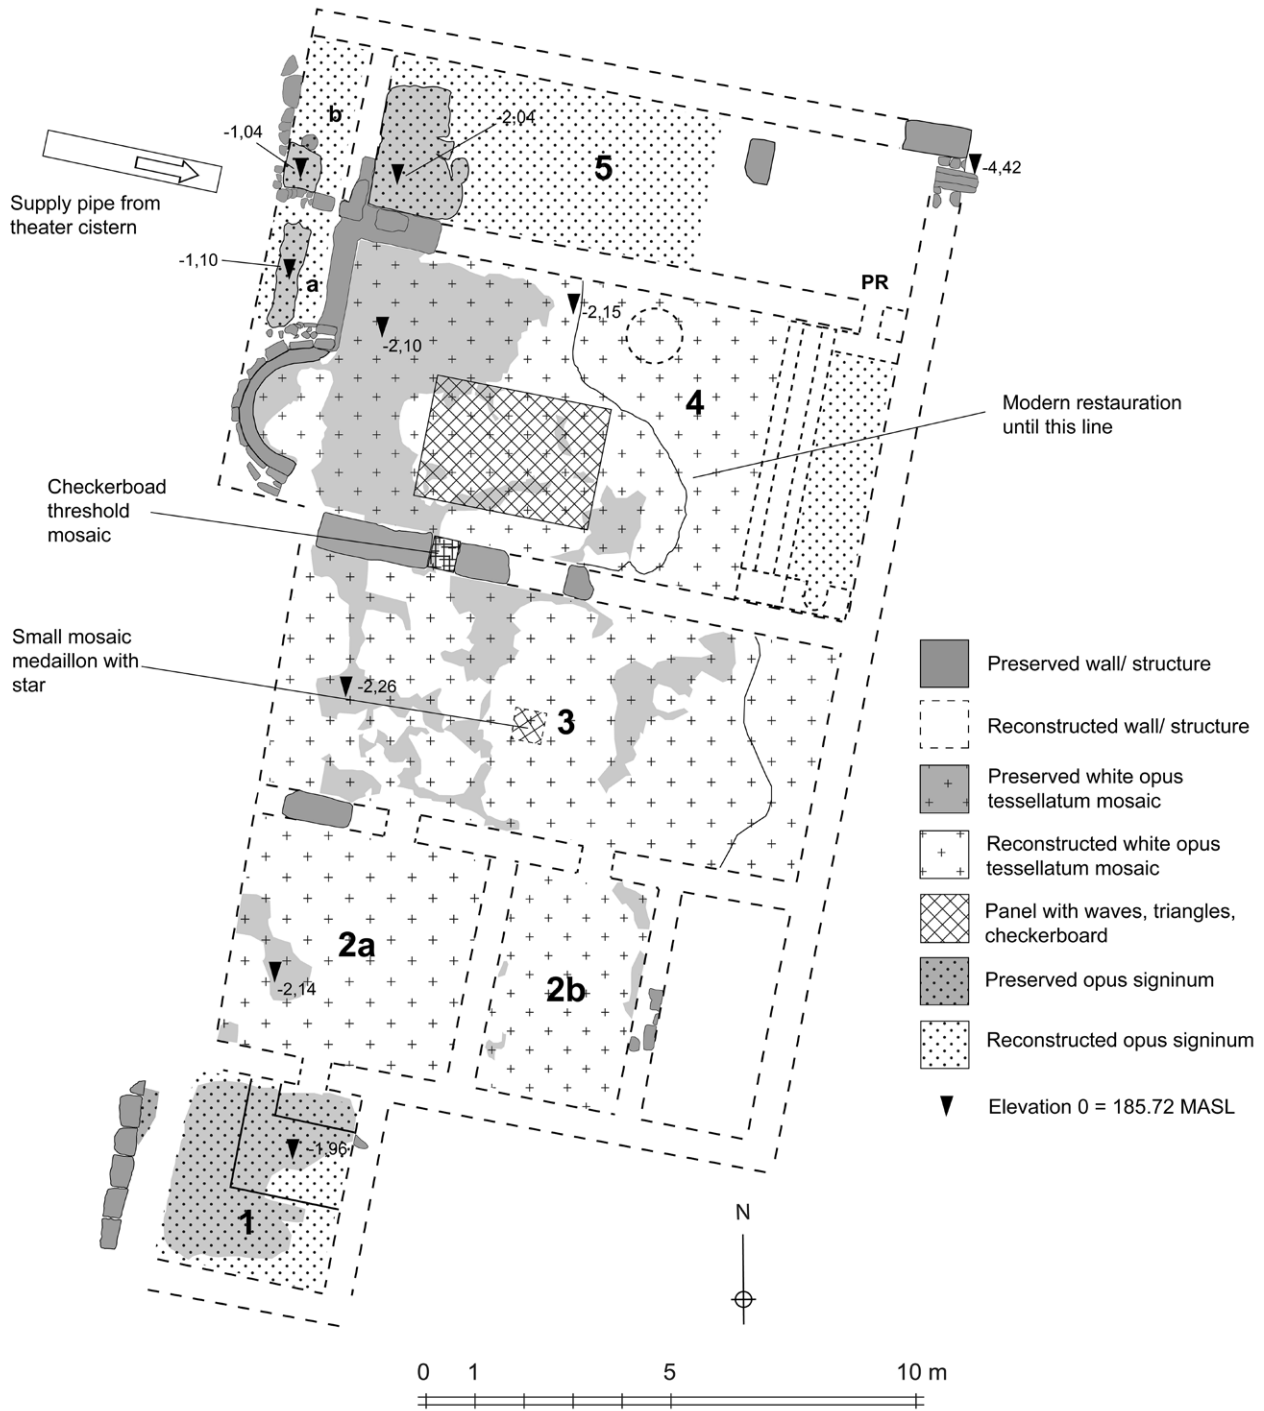 b
-1,04
-2,04
5
-4,42
Supply pipe from
theater cistern
-1,10
a
PR
-2,15
-2,10
4
Modern restauration
until this line
Checkerboad
threshold
mosaic
Small mosaic
medaillon with
star
-2,26
3
Preserved wall/ structure
Reconstructed wall/ structure
Preserved white opus
tessellatum mosaic
Reconstructed white opus
tessellatum mosaic
Panel with waves, triangles,
checkerboard
Preserved opus signinum
Reconstructed opus signinum
Elevation 0 = 185.72 MASL
2a
-2,14
2b
-1,96
1
N
0 1 5 10 m